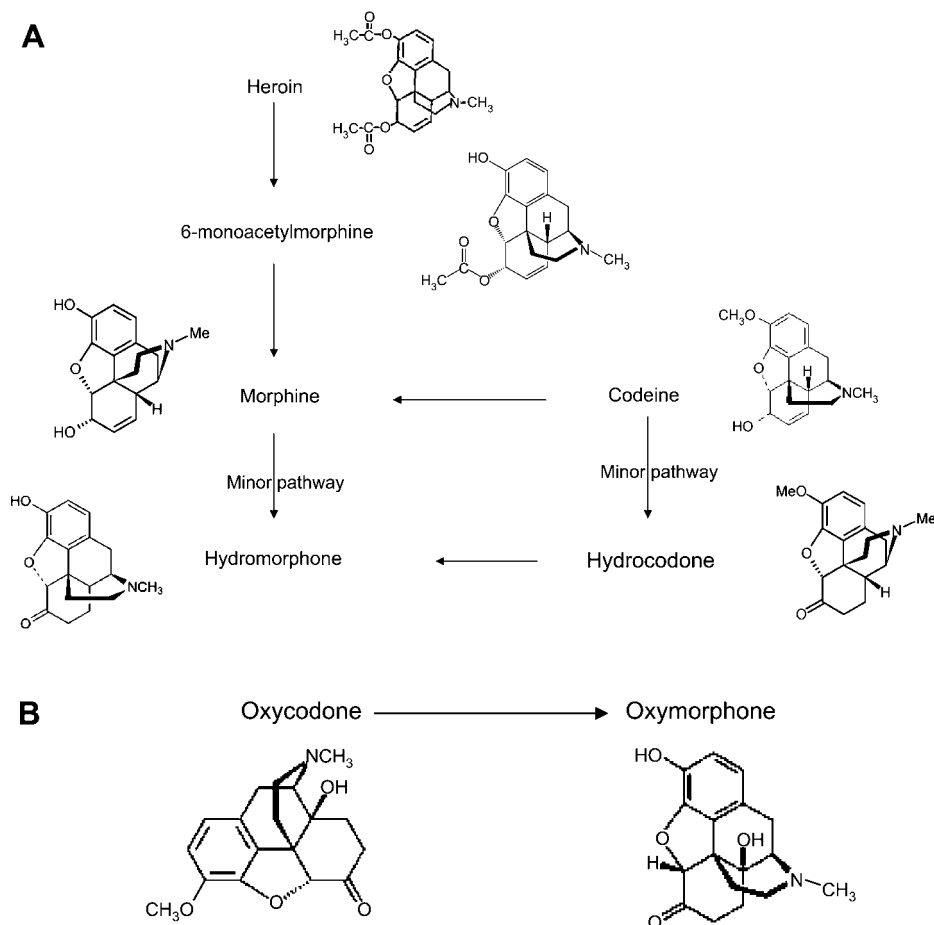 A
O
H₃C-C-O
Heroin
O
N-CH₃
H₃C-C-O
O
HO
6-monoacetylmorphine
O
H
O
N
CH₃
H₃C
C
O
HO
N
Me
CH₃O
O
O
H
Morphine
Codeine
H
HO
NCH₃
HO
Minor pathway
Minor pathway
HO
MeO
N
Me
O
Hydromorphone
Hydrocodone
O
NCH₃
H
O
O
B
Oxycodone
Oxymorphone
NCH₃
HO
OH
O
OH
H
N
CH₃
CH₃O
O
O
O